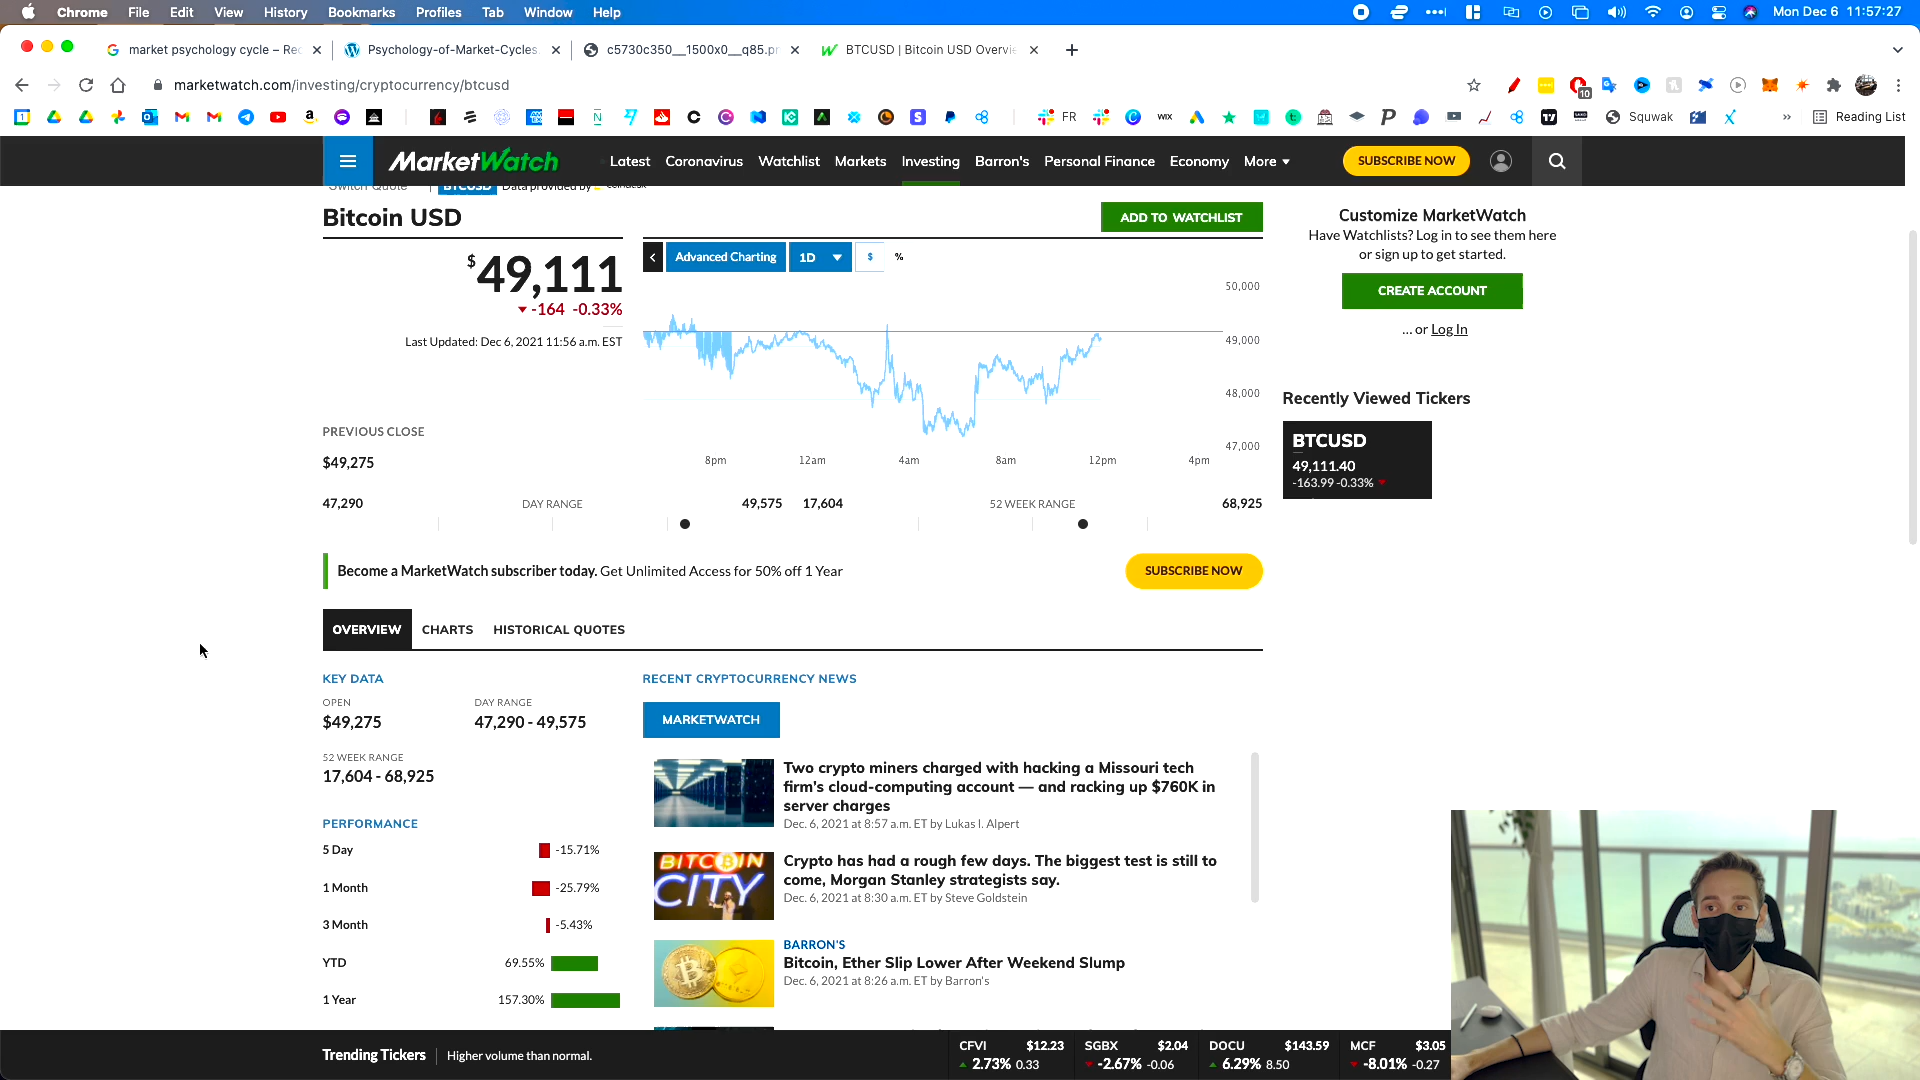 Chrome File Edit View History Bookmarks Profiles Tab Window Help
Mon Dec 6 11:57:27
market psychology cycle – Rec
Psychology-of-Market-Cycles
c5730c350__1500x0__q85.pn
BTCUSD | Bitcoin USD Overvie
marketwatch.com/investing/cryptocurrency/btcusd
10
FR
WIX
Squwak
»
Reading List
MarketWatch
Latest Coronavirus Watchlist Markets Investing Barron's Personal Finance Economy More
SUBSCRIBE NOW
Switch Quote | BTCUSD Data provided by
Bitcoin USD
ADD TO WATCHLIST
$49,111
-164 -0.33%
Last Updated: Dec 6, 2021 11:56 a.m. EST
PREVIOUS CLOSE
$49,275
Advanced Charting
1D
$
%
50,000
49,000
48,000
47,000
8pm 12am 4am 8am 12pm 4pm
47,290 DAY RANGE 49,575
17,604 52 WEEK RANGE 68,925
Customize MarketWatch
Have Watchlists? Log in to see them here
or sign up to get started.
CREATE ACCOUNT
... or Log In
Recently Viewed Tickers
BTCUSD
49,111.40
-163.99 -0.33%
Become a MarketWatch subscriber today. Get Unlimited Access for 50% off 1 Year
SUBSCRIBE NOW
OVERVIEW CHARTS HISTORICAL QUOTES
KEY DATA
OPEN
$49,275
DAY RANGE
47,290 - 49,575
52 WEEK RANGE
17,604 - 68,925
PERFORMANCE
5 Day -15.71%
1 Month -25.79%
3 Month -5.43%
YTD 69.55%
1 Year 157.30%
RECENT CRYPTOCURRENCY NEWS
MARKETWATCH
Two crypto miners charged with hacking a Missouri tech
firm's cloud-computing account — and racking up $760K in
server charges
Dec. 6, 2021 at 8:57 a.m. ET by Lukas I. Alpert
BITCOIN
CITY
Crypto has had a rough few days. The biggest test is still to
come, Morgan Stanley strategists say.
Dec. 6, 2021 at 8:30 a.m. ET by Steve Goldstein
BARRON'S
Bitcoin, Ether Slip Lower After Weekend Slump
Dec. 6, 2021 at 8:26 a.m. ET by Barron's
Trending Tickers | Higher volume than normal.
CFVI $12.23
2.73% 0.33
SGBX $2.04
-2.67% -0.06
DOCU $143.59
6.29% 8.50
MCF $3.05
-8.01% -0.27